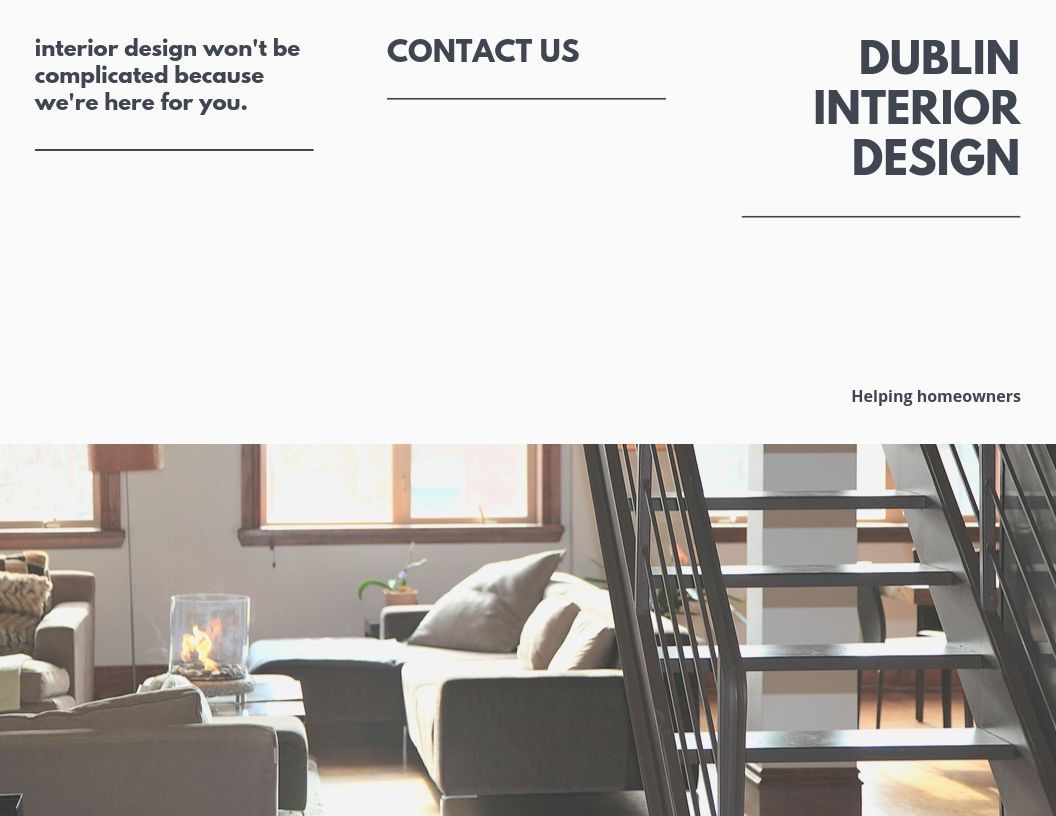 interior design won't be
complicated because
we're here for you.
CONTACT US
DUBLIN
INTERIOR
DESIGN
Helping homeowners